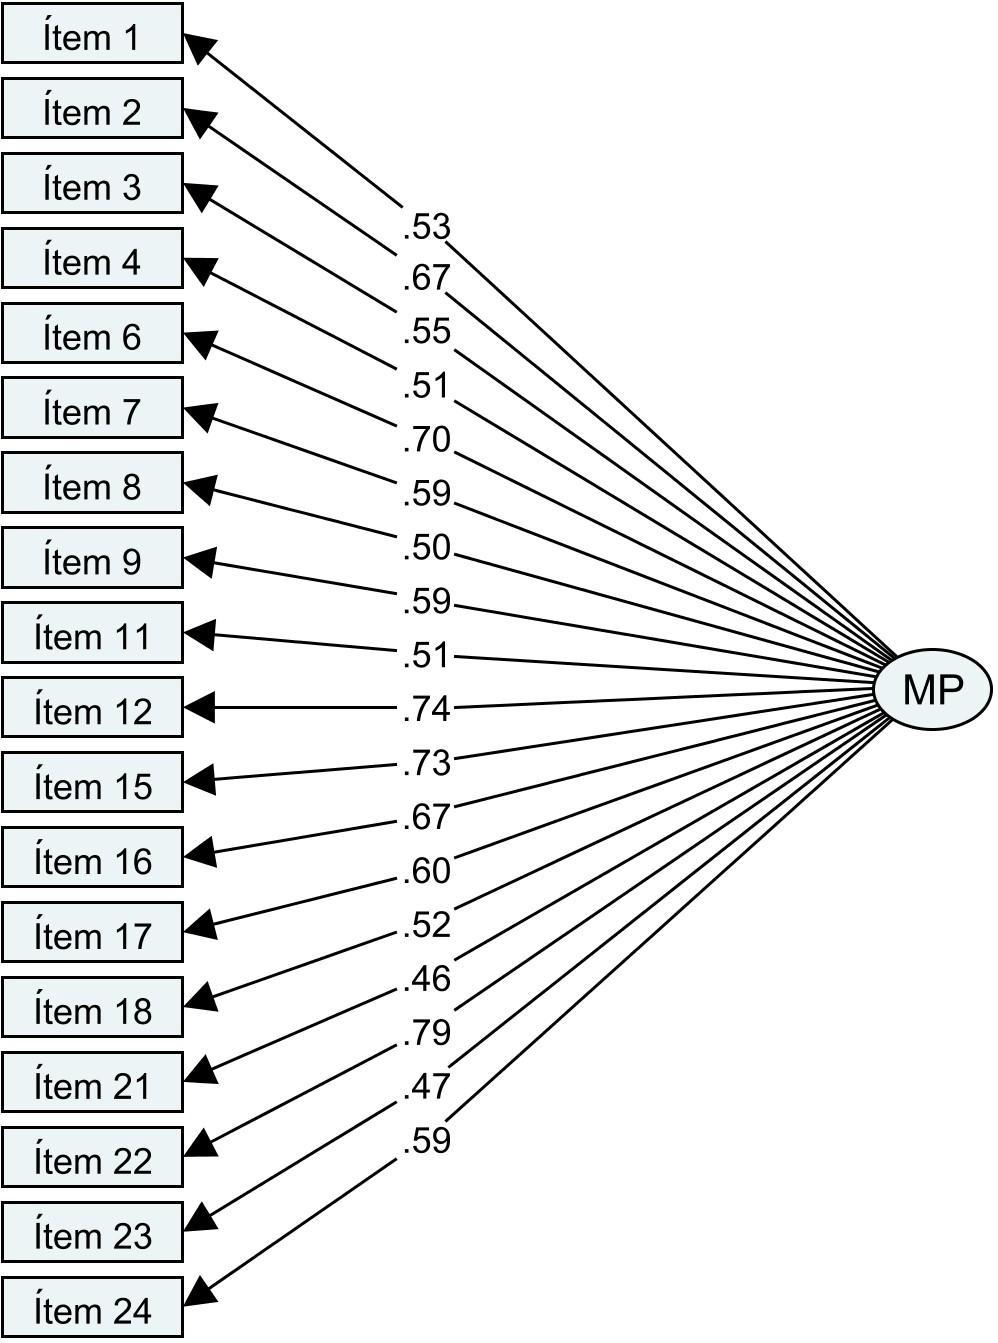 Ítem 1
Ítem 2
Ítem 3
Ítem 4
Ítem 6
Ítem 7
Ítem 8
Ítem 9
Ítem 11
Ítem 12
Ítem 15
Ítem 16
Ítem 17
Ítem 18
Ítem 21
Ítem 22
Ítem 23
Ítem 24
.53
.67
.55
.51
.70
.59
.50
.59
.51
.74
.73
.67
.60
.52
.46
.79
.47
.59
MP